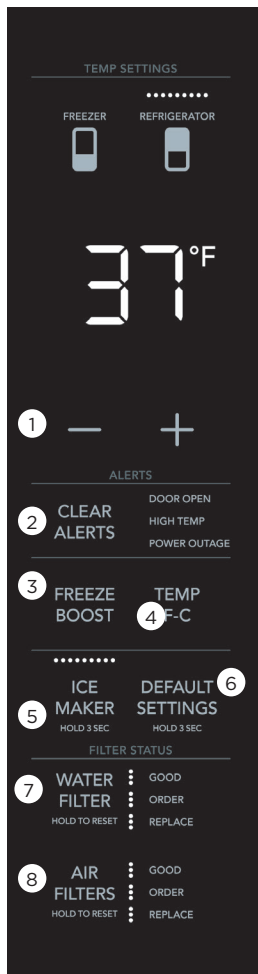 TEMP SETTINGS
FREEZER REFRIGERATOR
37°F
1 − +
ALERTS
2 CLEAR ALERTS
DOOR OPEN
HIGH TEMP
POWER OUTAGE
3 FREEZE BOOST
4 TEMP F-C
5 ICE MAKER
HOLD 3 SEC
6 DEFAULT SETTINGS
HOLD 3 SEC
FILTER STATUS
7 WATER FILTER
HOLD TO RESET
GOOD
ORDER
REPLACE
8 AIR FILTERS
HOLD TO RESET
GOOD
ORDER
REPLACE